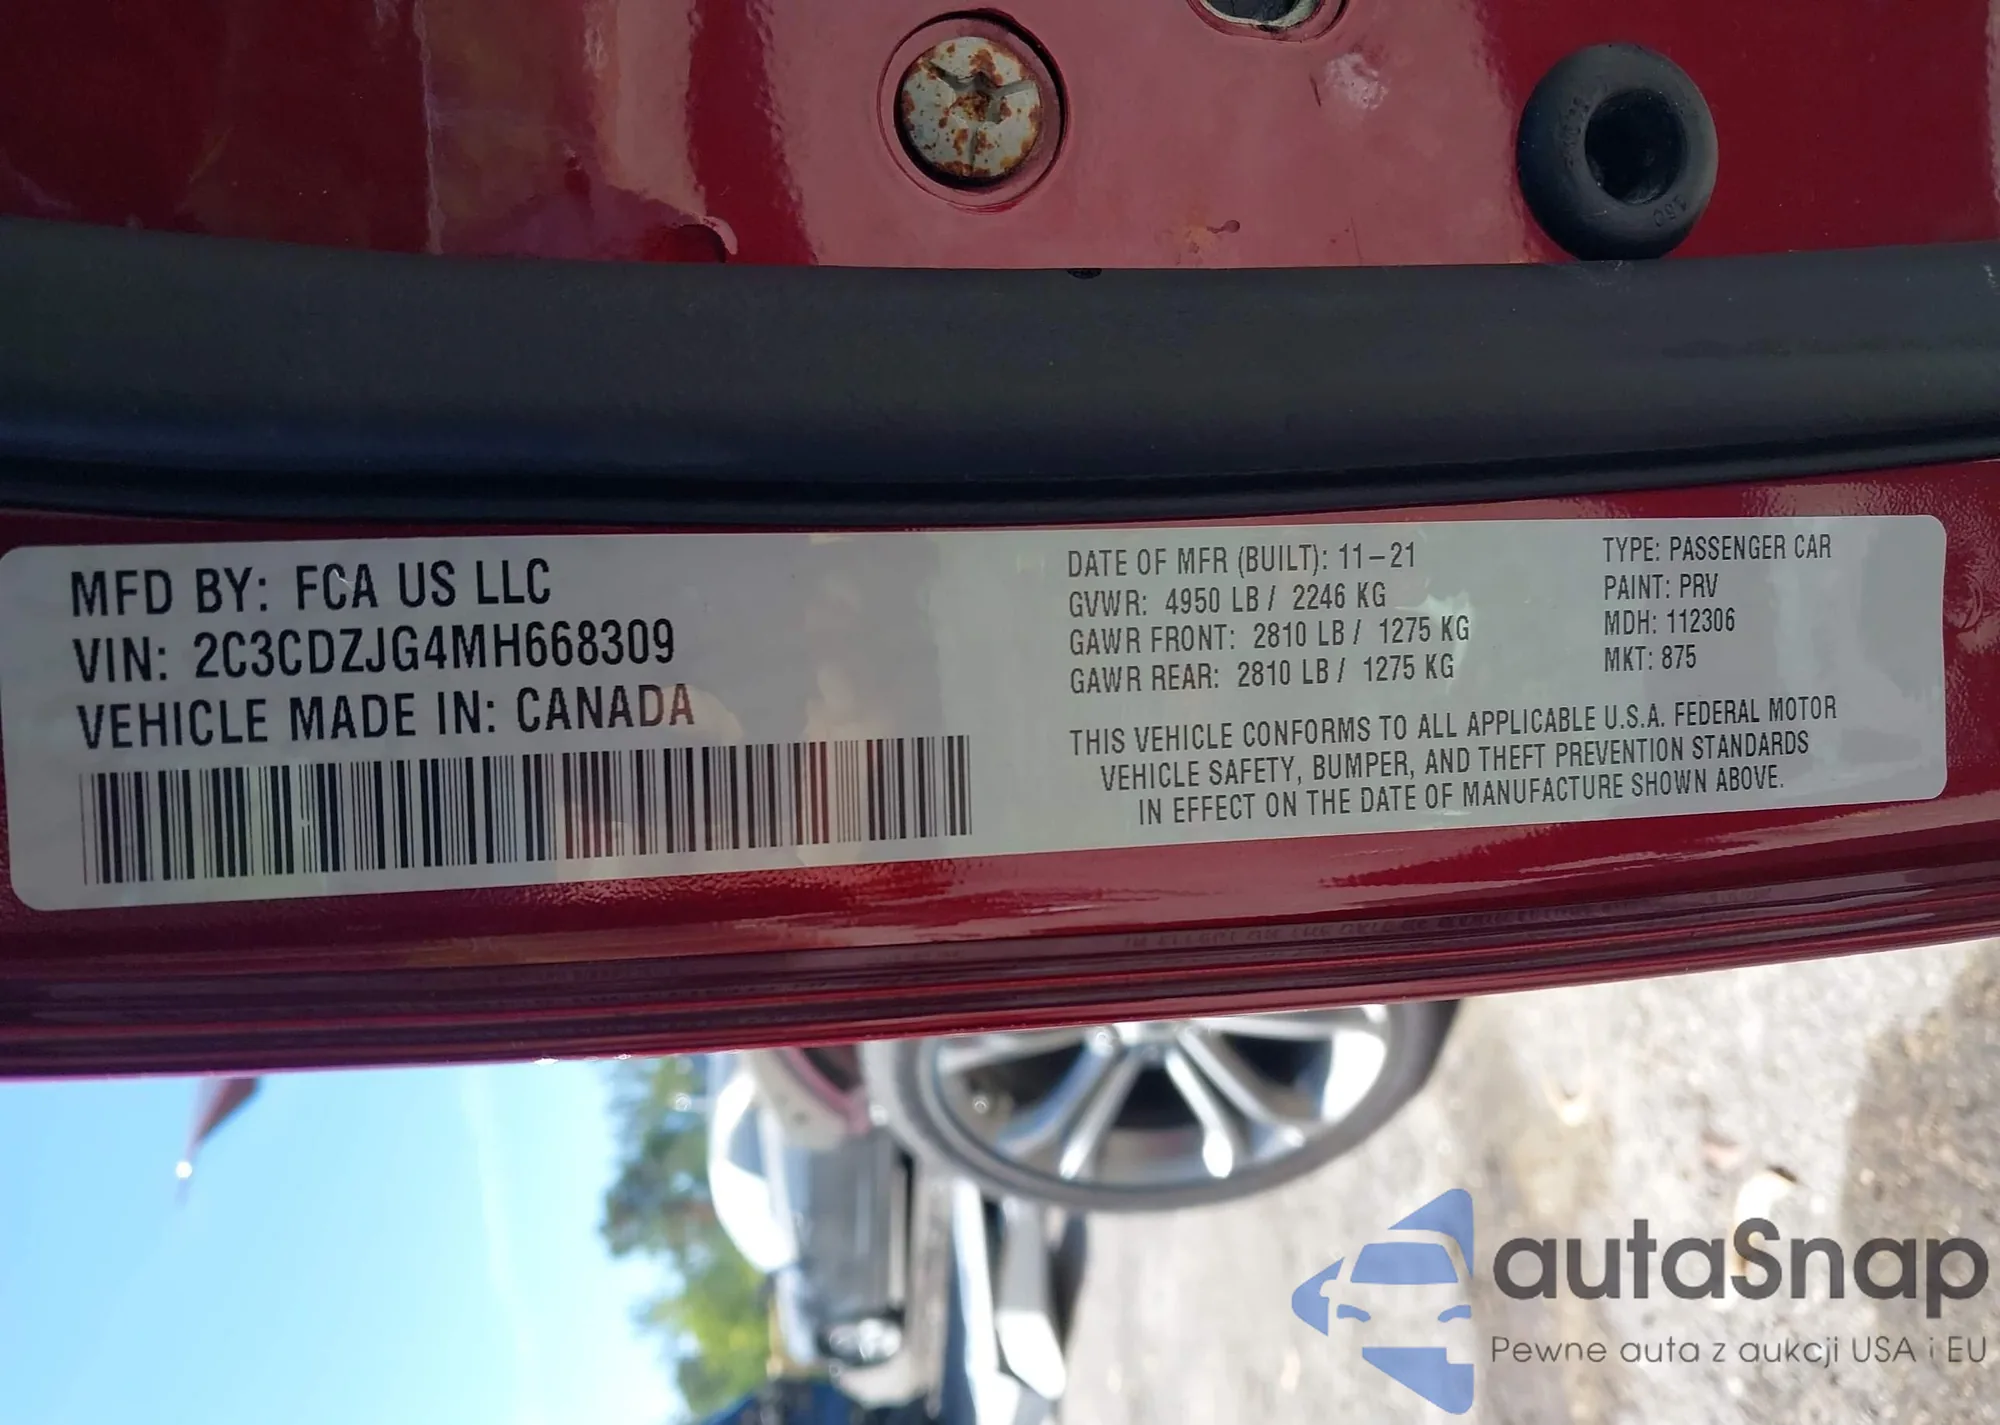 MFD BY: FCA US LLC
VIN: 2C3CDZJG4MH668309
VEHICLE MADE IN: CANADA
DATE OF MFR (BUILT): 11-21
GVWR: 4950 LB / 2246 KG
GAWR FRONT: 2810 LB / 1275 KG
GAWR REAR: 2810 LB / 1275 KG
TYPE: PASSENGER CAR
PAINT: PRV
MDH: 112306
MKT: 875
THIS VEHICLE CONFORMS TO ALL APPLICABLE U.S.A. FEDERAL MOTOR
VEHICLE SAFETY, BUMPER, AND THEFT PREVENTION STANDARDS
IN EFFECT ON THE DATE OF MANUFACTURE SHOWN ABOVE.
autaSnap
Pewne auta z aukcji USA i EU